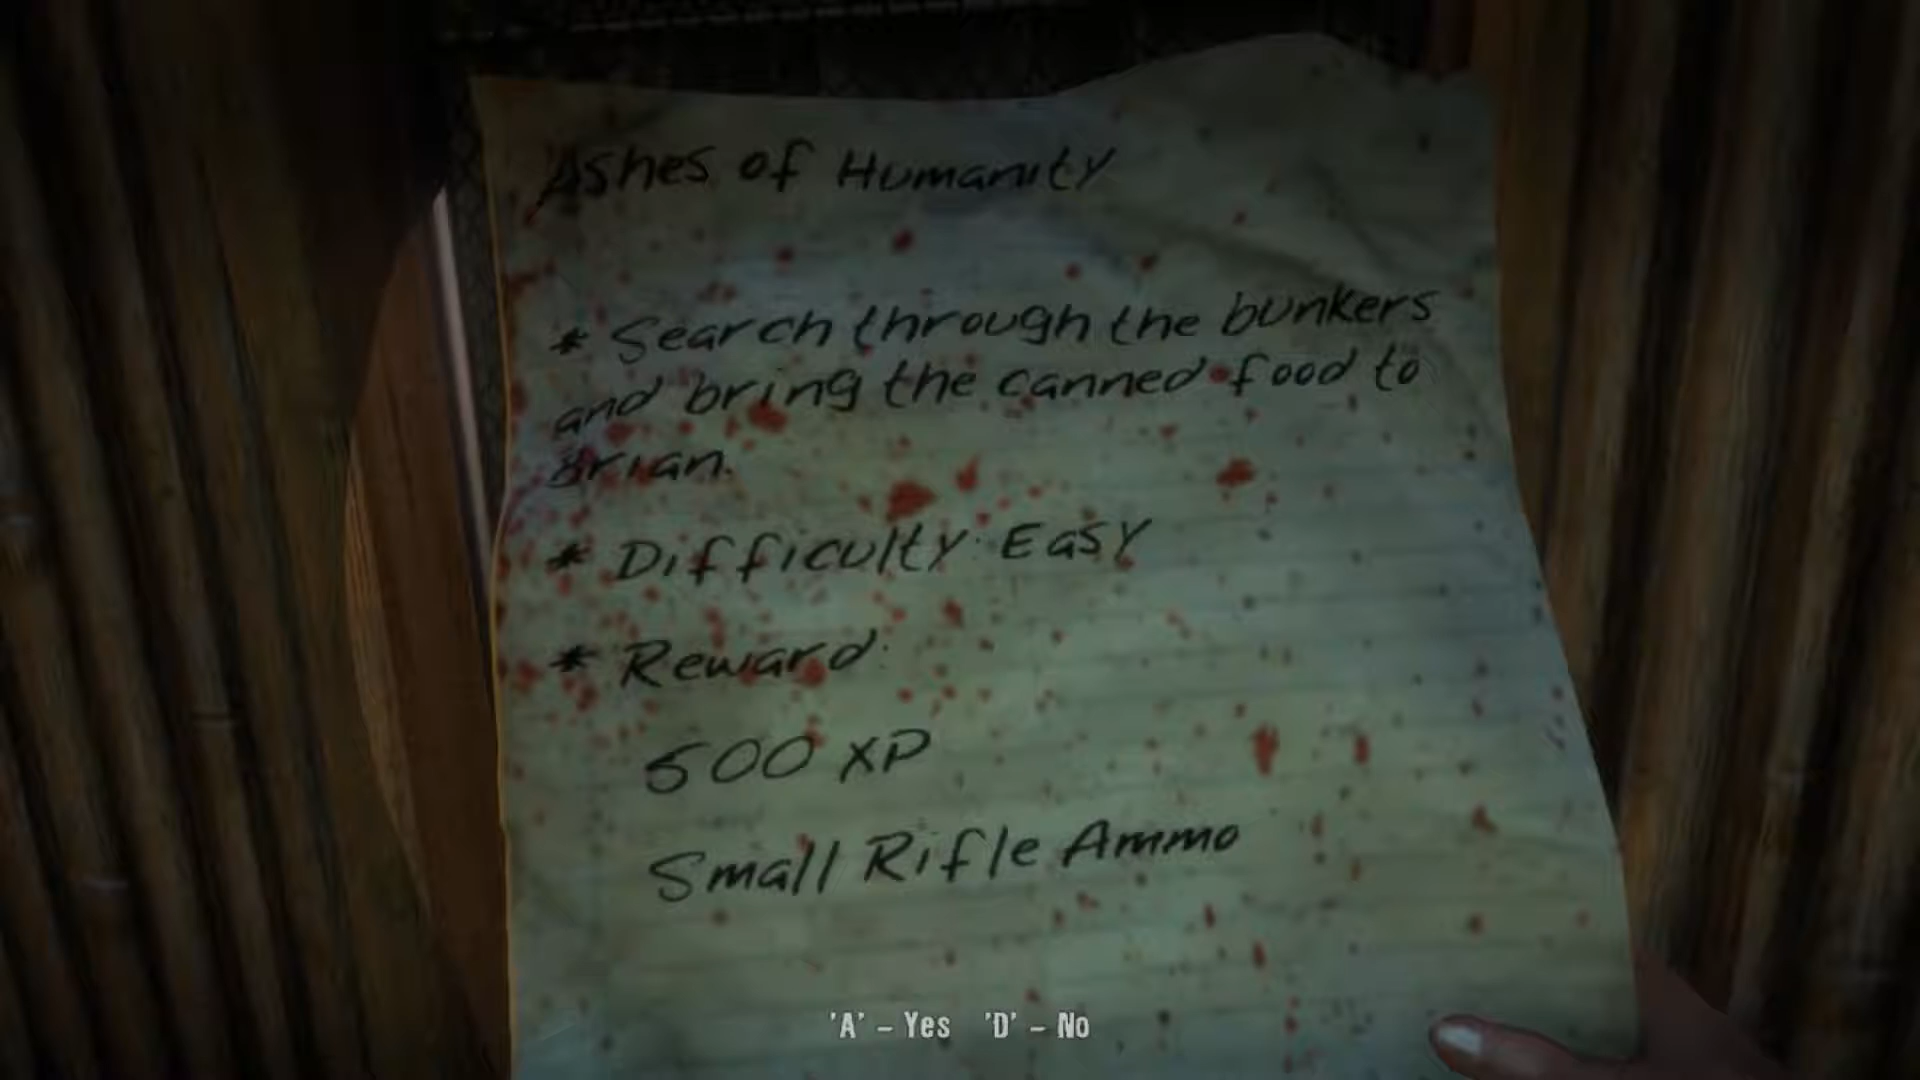 Ashes of Humanity
* Search through the bunkers
and bring the canned food to
Brian.
* Difficulty: Easy
* Reward:
500 XP
Small Rifle Ammo
'A' – Yes 'D' – No